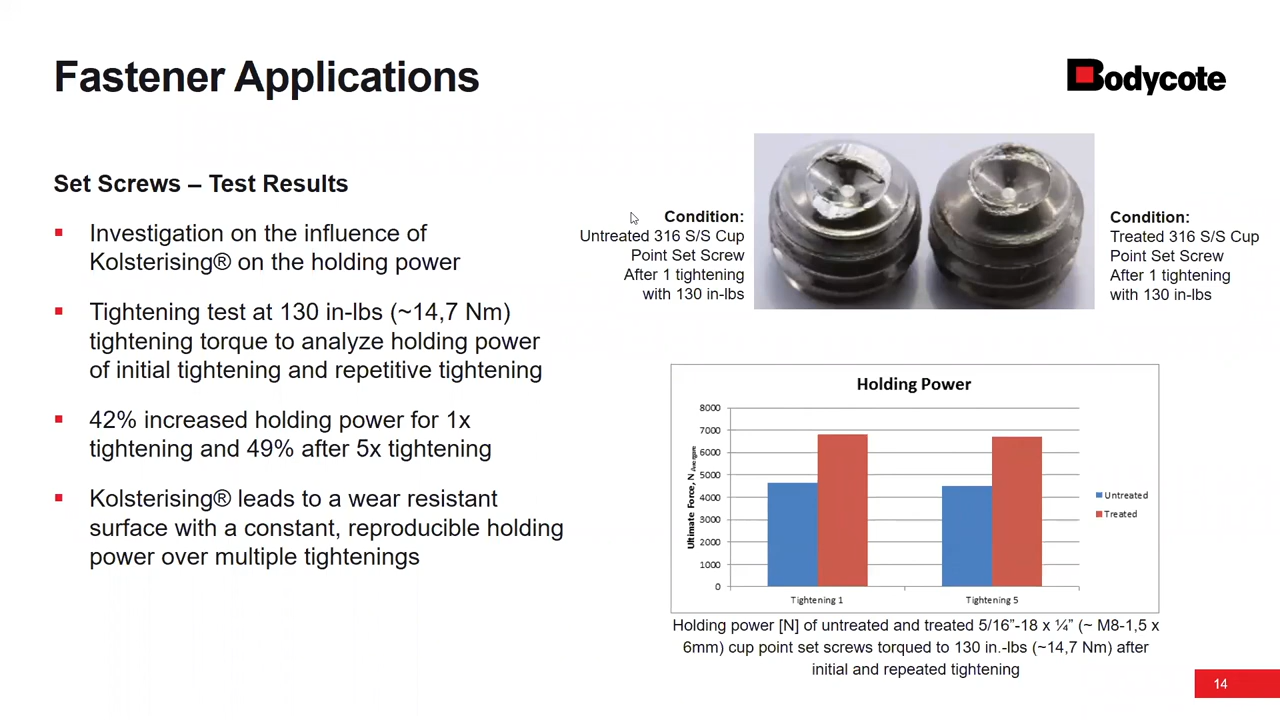 Fastener Applications
Bodycote
Set Screws – Test Results
▪ Investigation on the influence of
Kolsterising® on the holding power
▪ Tightening test at 130 in-lbs (~14,7 Nm)
tightening torque to analyze holding power
of initial tightening and repetitive tightening
▪ 42% increased holding power for 1x
tightening and 49% after 5x tightening
▪ Kolsterising® leads to a wear resistant
surface with a constant, reproducible holding
power over multiple tightenings
Condition:
Untreated 316 S/S Cup
Point Set Screw
After 1 tightening
with 130 in-lbs
Condition:
Treated 316 S/S Cup
Point Set Screw
After 1 tightening
with 130 in-lbs
Holding Power
Ultimate Force, N Average
8000
7000
6000
5000
4000
3000
2000
1000
0
Tightening 1
Tightening 5
Untreated
Treated
Holding power [N] of untreated and treated 5/16”-18 x ¼” (~ M8-1,5 x
6mm) cup point set screws torqued to 130 in.-lbs (~14,7 Nm) after
initial and repeated tightening
14